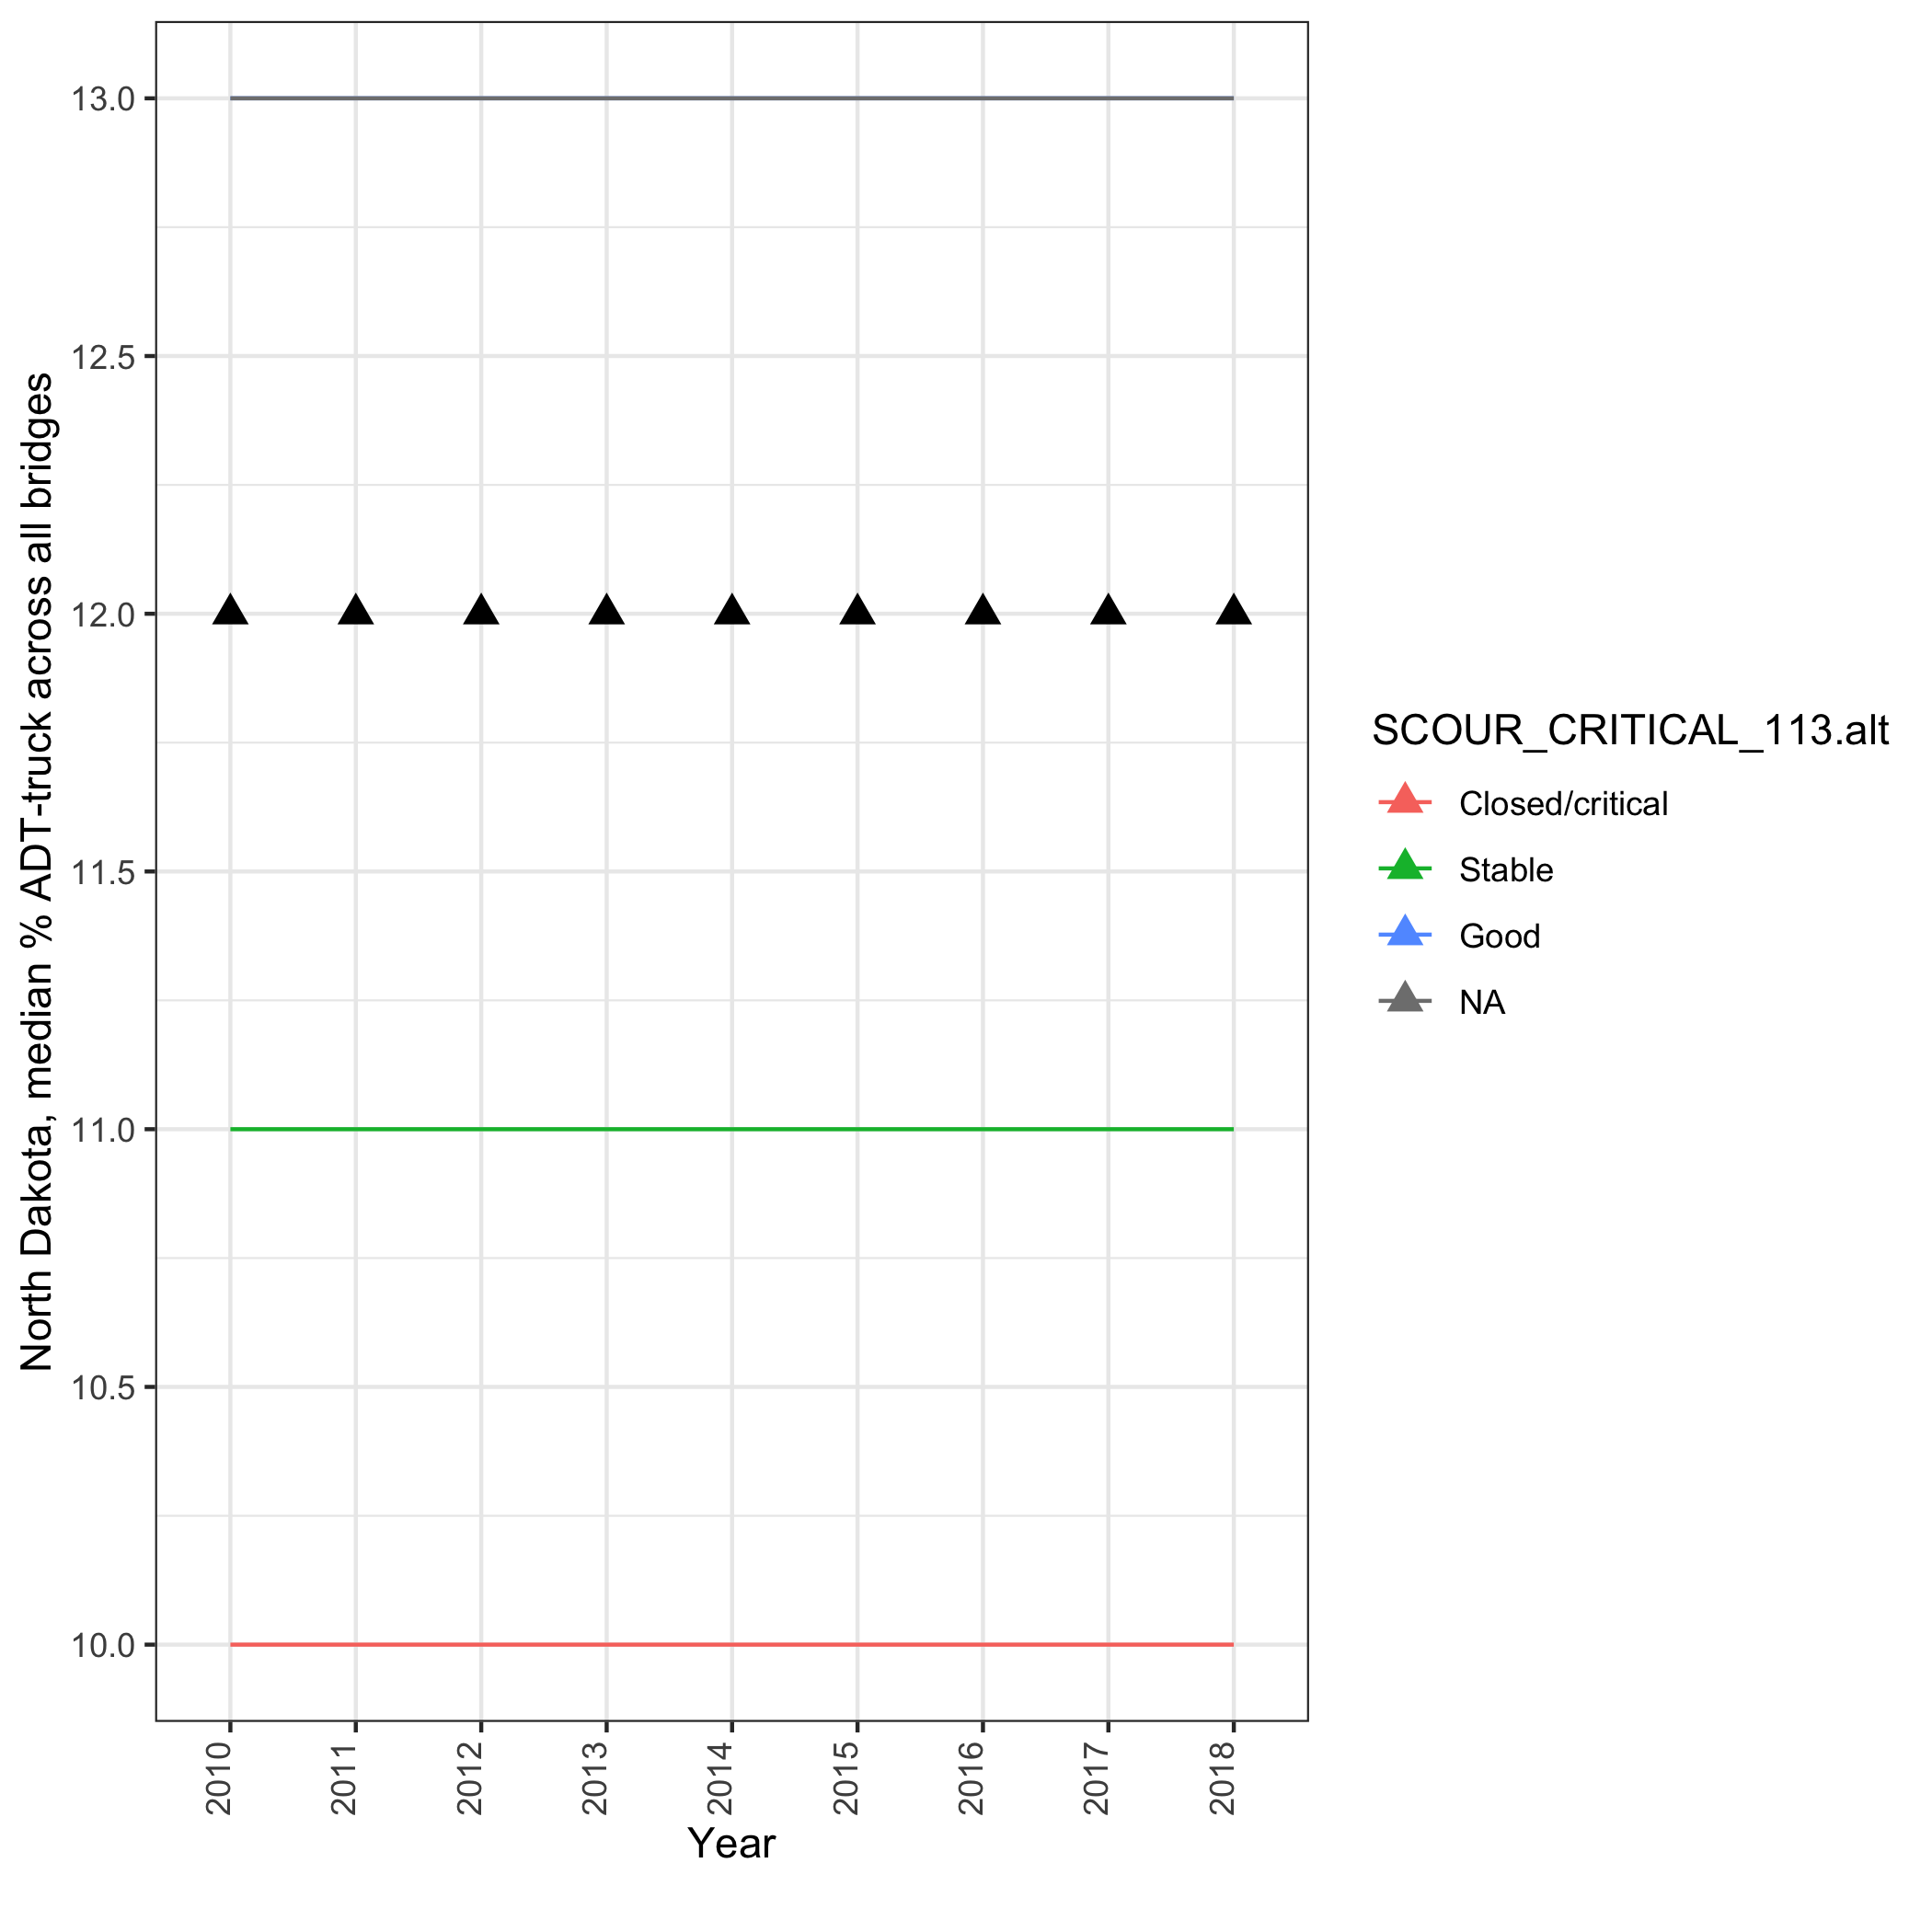 North Dakota, median % ADT-truck across all bridges
13.0
12.5
12.0
11.5
11.0
10.5
10.0
2010
2011
2012
2013
2014
2015
2016
2017
2018
Year
SCOUR_CRITICAL_113.alt
Closed/critical
Stable
Good
NA